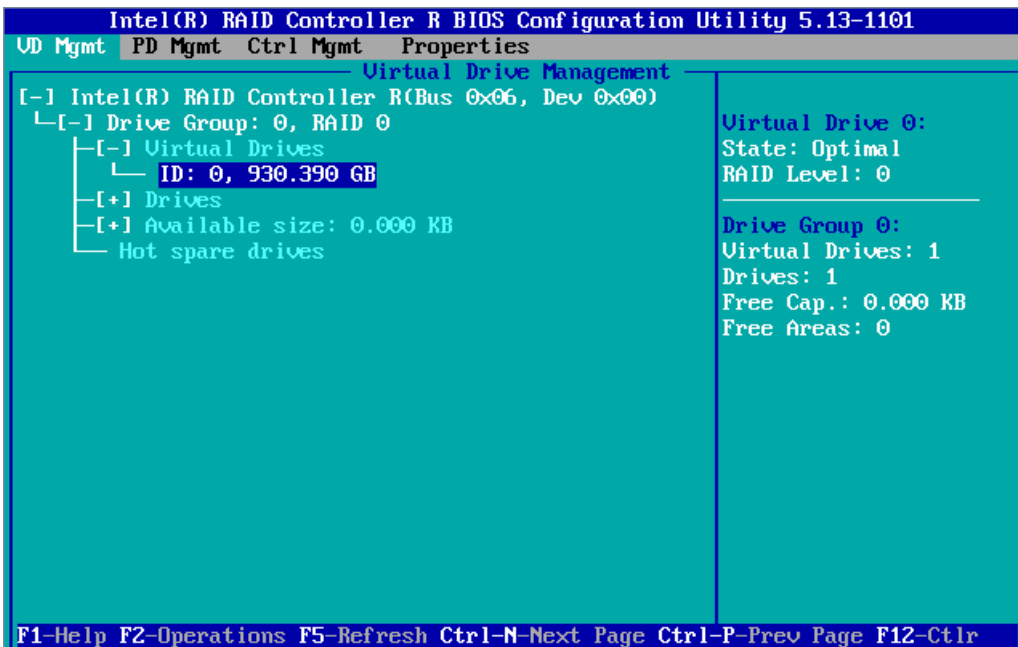 Intel(R) RAID Controller R BIOS Configuration Utility 5.13-1101
VD Mgmt PD Mgmt Ctrl Mgmt Properties
Virtual Drive Management
[-] Intel(R) RAID Controller R(Bus 0x06, Dev 0x00)
[-] Drive Group: 0, RAID 0
[-] Virtual Drives
ID: 0, 930.390 GB
[+] Drives
[+] Available size: 0.000 KB
Hot spare drives
Virtual Drive 0:
State: Optimal
RAID Level: 0
Drive Group 0:
Virtual Drives: 1
Drives: 1
Free Cap.: 0.000 KB
Free Areas: 0
F1-Help F2-Operations F5-Refresh Ctrl-N-Next Page Ctrl-P-Prev Page F12-Ctlr